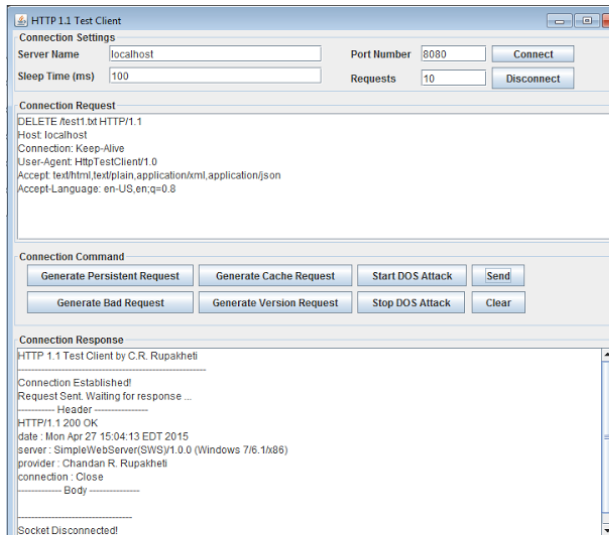 HTTP 1.1 Test Client
Connection Settings
Server Name localhost Port Number 8080 Connect
Sleep Time (ms) 100 Requests 10 Disconnect
Connection Request
DELETE /test1.txt HTTP/1.1
Host: localhost
Connection: Keep-Alive
User-Agent: HttpTestClient/1.0
Accept: text/html,text/plain,application/xml,application/json
Accept-Language: en-US,en;q=0.8
Connection Command
Generate Persistent Request Generate Cache Request Start DOS Attack Send
Generate Bad Request Generate Version Request Stop DOS Attack Clear
Connection Response
HTTP 1.1 Test Client by C.R. Rupakheti
--------------------------------------------------
Connection Established!
Request Sent. Waiting for response ...
---------- Header ---------------
HTTP/1.1 200 OK
date : Mon Apr 27 15:04:13 EDT 2015
server : SimpleWebServer(SWS)/1.0.0 (Windows 7/6.1/x86)
provider : Chandan R. Rupakheti
connection : Close
------------ Body --------------
------------------------------
Socket Disconnected!